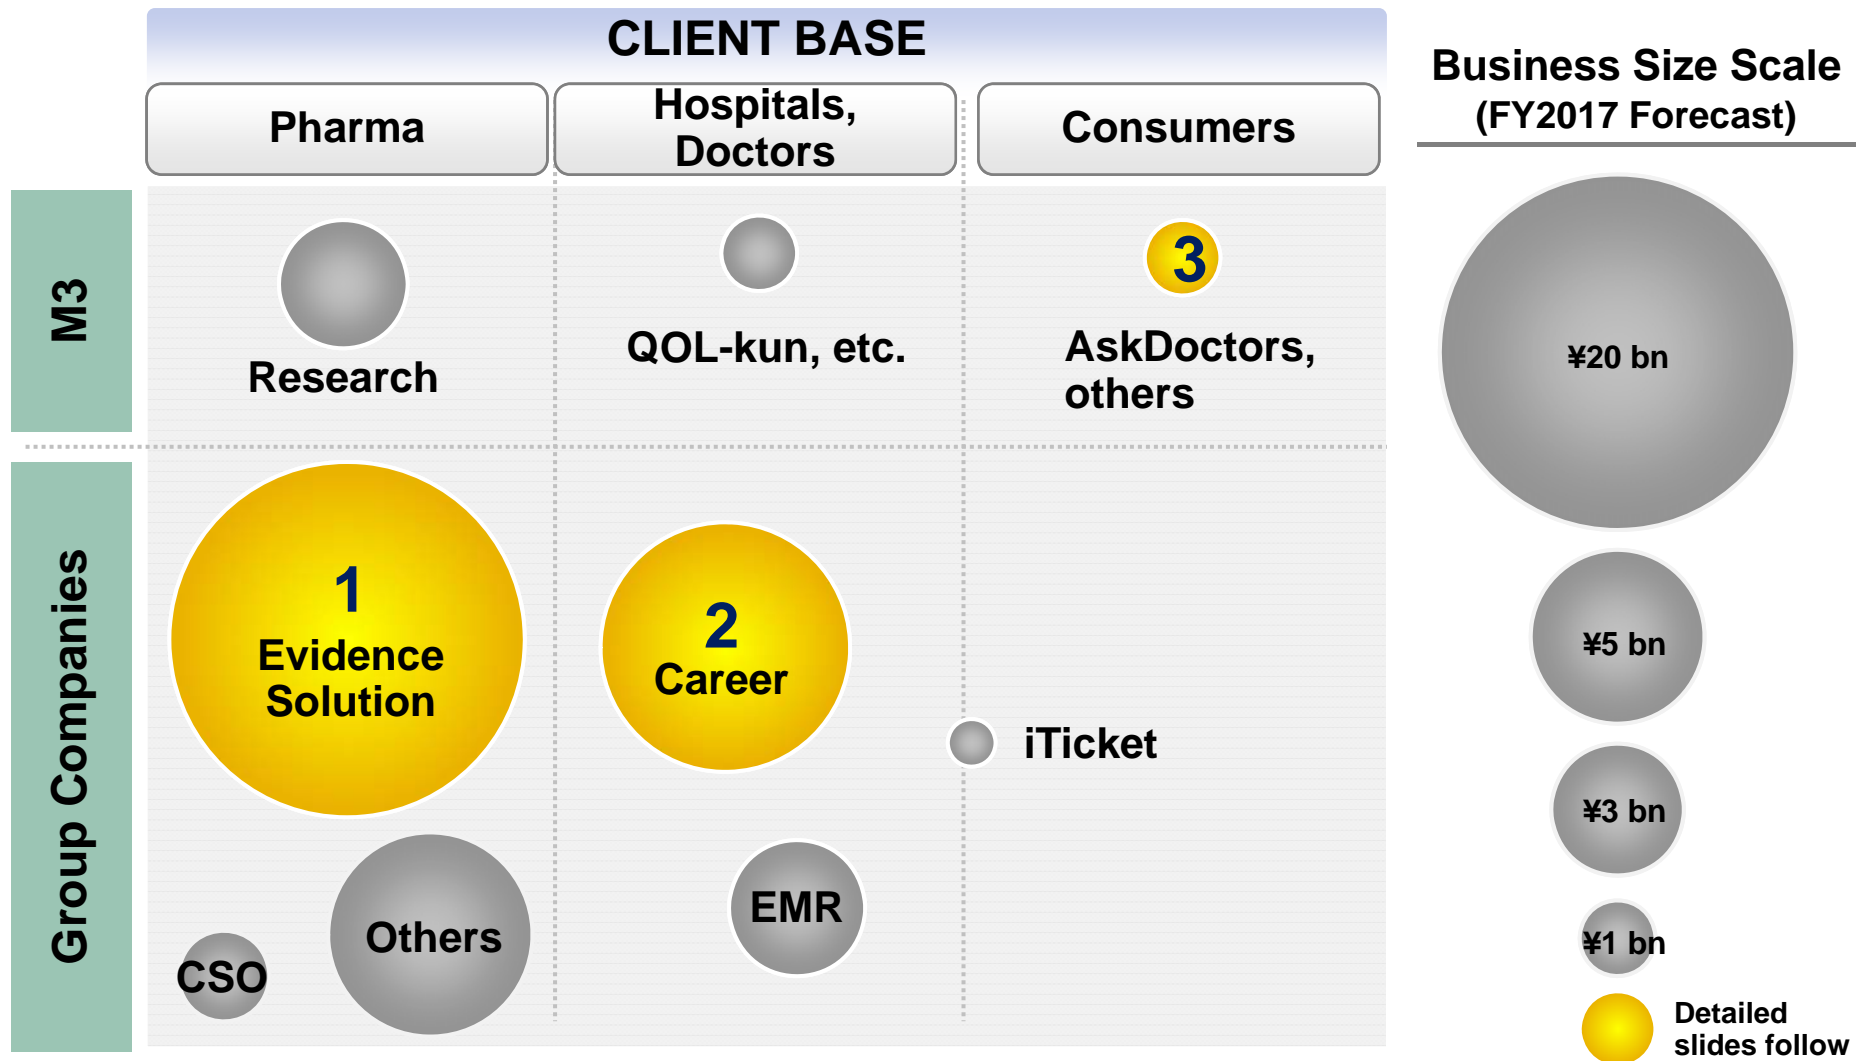 CLIENT BASE
Pharma
Hospitals,
Doctors
Consumers
Business Size Scale
(FY2017 Forecast)
M3
Research
QOL-kun, etc.
3
AskDoctors,
others
Group Companies
1
Evidence
Solution
2
Career
iTicket
CSO
Others
EMR
¥20 bn
¥5 bn
¥3 bn
¥1 bn
Detailed
slides follow